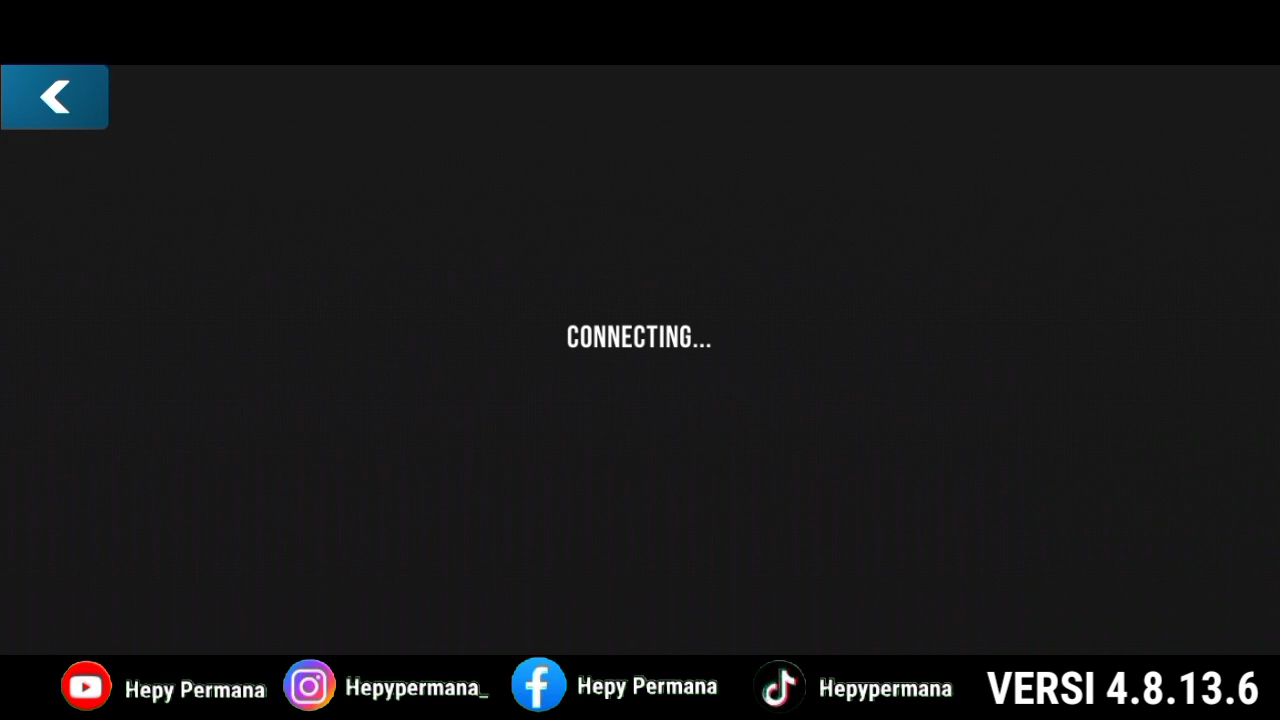 CONNECTING...
Hepy Permana
Hepypermana_
Hepy Permana
Hepypermana
VERSI 4.8.13.6